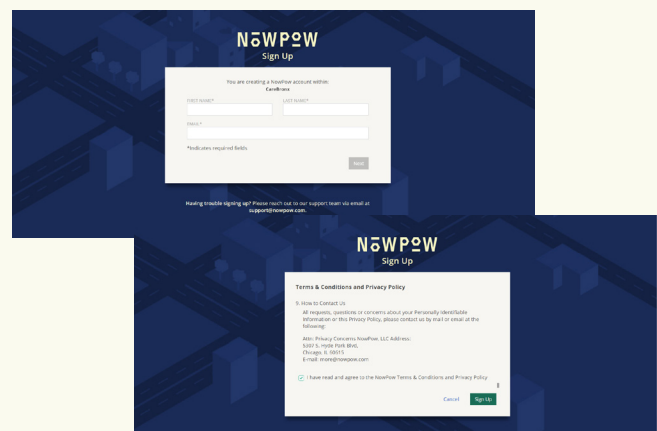 NOWPOW
Sign Up
You are creating a NowPow account within:
CareBronx
FIRST NAME*
LAST NAME*
EMAIL*
*Indicates required fields
Next
Having trouble signing up? Please reach out to our support team via email at
support@nowpow.com.
NOWPOW
Sign Up
Terms & Conditions and Privacy Policy
9. How to Contact Us
All requests, questions or concerns about your Personally Identifiable
Information or this Privacy Policy, please contact us by mail or email at the
following:
Attn: Privacy Concerns NowPow, LLC Address:
5307 S. Hyde Park Blvd,
Chicago, IL 60615
E-mail: more@nowpow.com
I have read and agree to the NowPow Terms & Conditions and Privacy Policy
Cancel
Sign Up